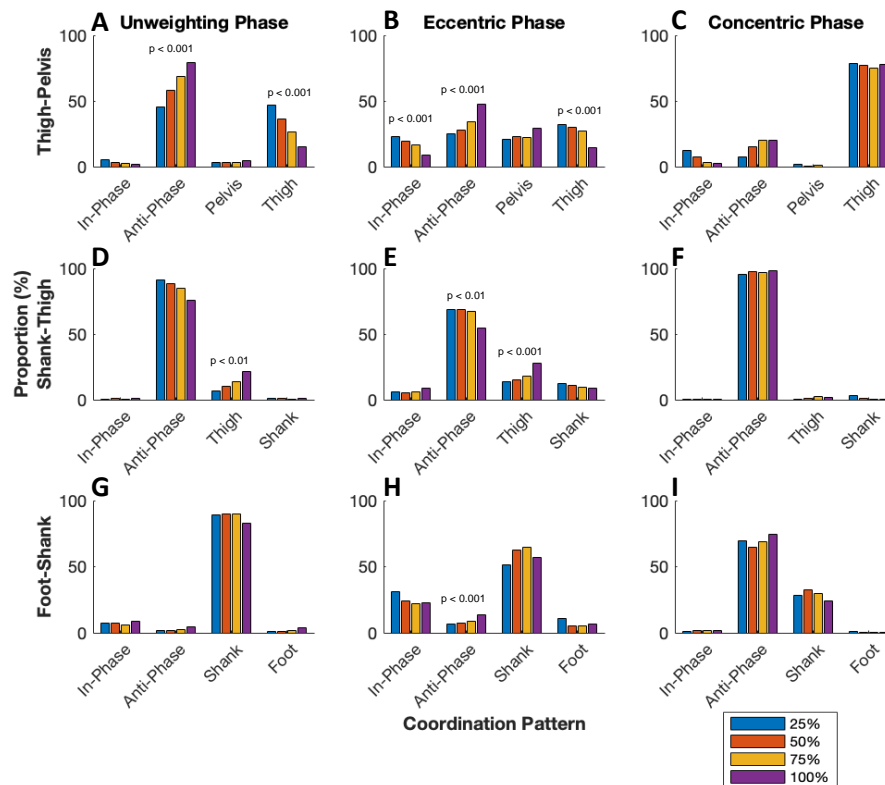 A Unweighting Phase
B Eccentric Phase
C Concentric Phase
Thigh-Pelvis
100
50
0
p < 0.001
p < 0.001
In-Phase
Anti-Phase
Pelvis
Thigh
100
50
0
p < 0.001
p < 0.001
p < 0.001
In-Phase
Anti-Phase
Pelvis
Thigh
100
50
0
In-Phase
Anti-Phase
Pelvis
Thigh
Proportion (%)
Shank-Thigh
D
100
50
0
p < 0.01
In-Phase
Anti-Phase
Thigh
Shank
E
100
50
0
p < 0.01
p < 0.001
In-Phase
Anti-Phase
Thigh
Shank
F
100
50
0
In-Phase
Anti-Phase
Thigh
Shank
Foot-Shank
G
100
50
0
In-Phase
Anti-Phase
Shank
Foot
H
100
50
0
p < 0.001
In-Phase
Anti-Phase
Shank
Foot
I
100
50
0
In-Phase
Anti-Phase
Shank
Foot
Coordination Pattern
25%
50%
75%
100%